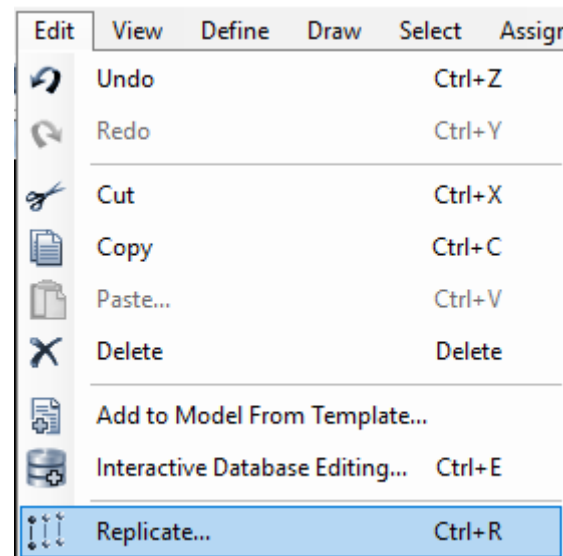 Edit View Define Draw Select Assign
Undo Ctrl+Z
Redo Ctrl+Y
Cut Ctrl+X
Copy Ctrl+C
Paste... Ctrl+V
Delete Delete
Add to Model From Template...
Interactive Database Editing... Ctrl+E
Replicate... Ctrl+R